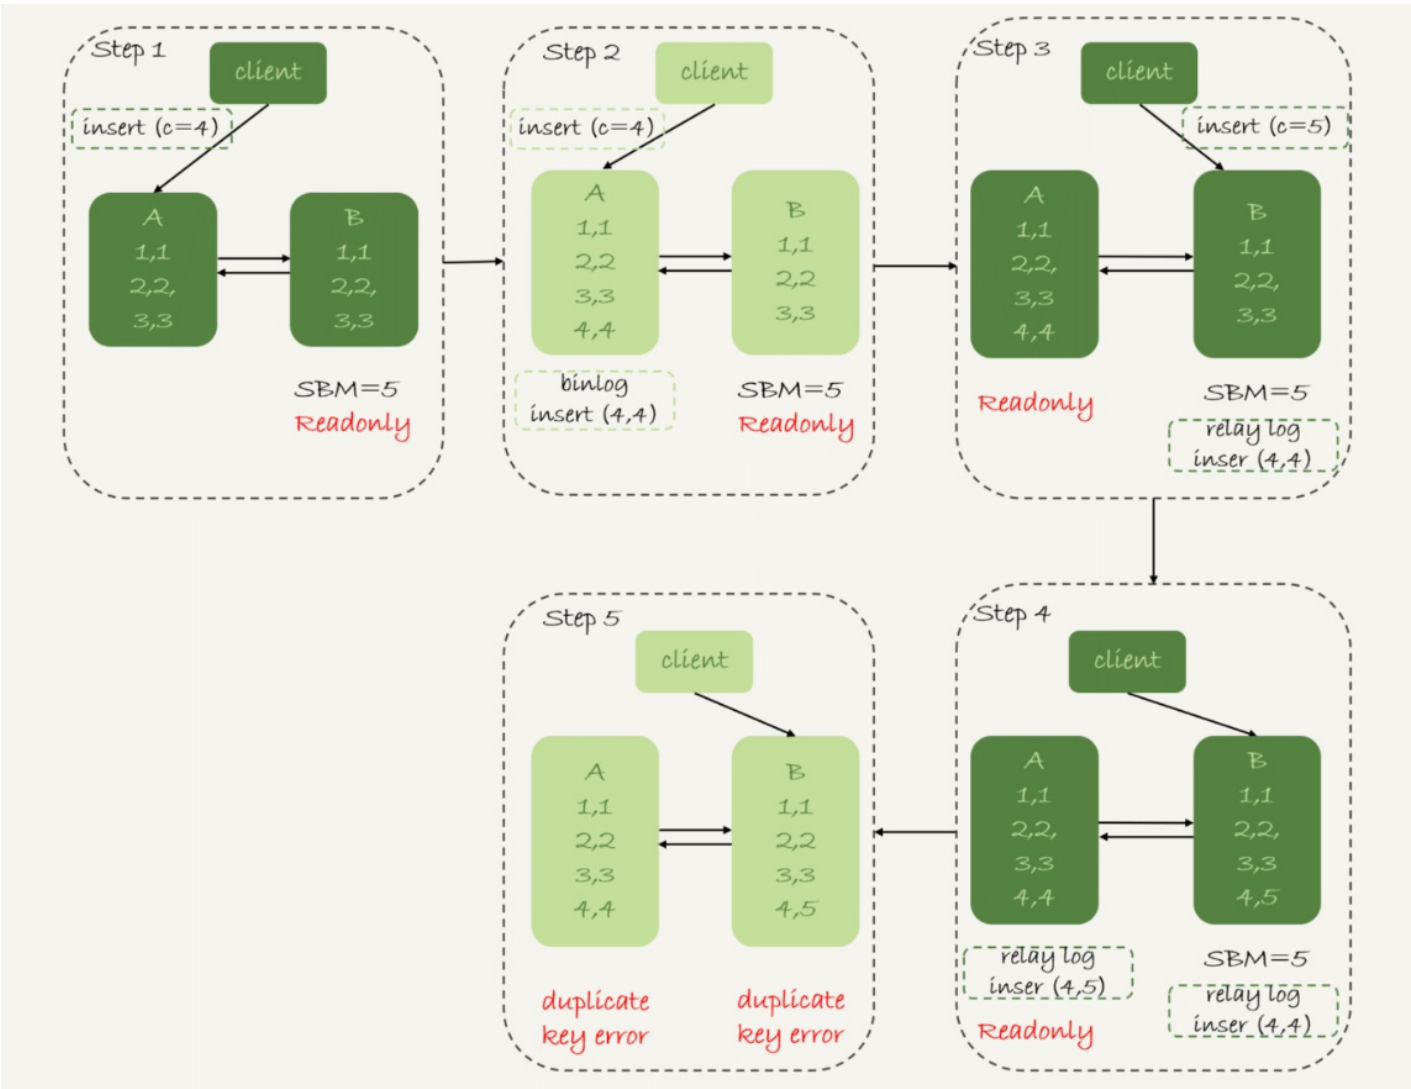 Step 1
client
insert (c=4)
A
1,1
2,2,
3,3
B
1,1
2,2,
3,3
SBM=5
Readonly
Step 2
client
insert (c=4)
A
1,1
2,2
3,3
4,4
B
1,1
2,2
3,3
binlog
insert (4,4)
SBM=5
Readonly
Step 3
client
insert (c=5)
A
1,1
2,2,
3,3
4,4
B
1,1
2,2,
3,3
Readonly
SBM=5
relay log
inser (4,4)
Step 4
client
A
1,1
2,2,
3,3
4,4
B
1,1
2,2,
3,3
4,5
relay log
inser (4,5)
Readonly
SBM=5
relay log
inser (4,4)
Step 5
client
A
1,1
2,2
3,3
4,4
B
1,1
2,2
3,3
4,5
duplicate
key error
duplicate
key error